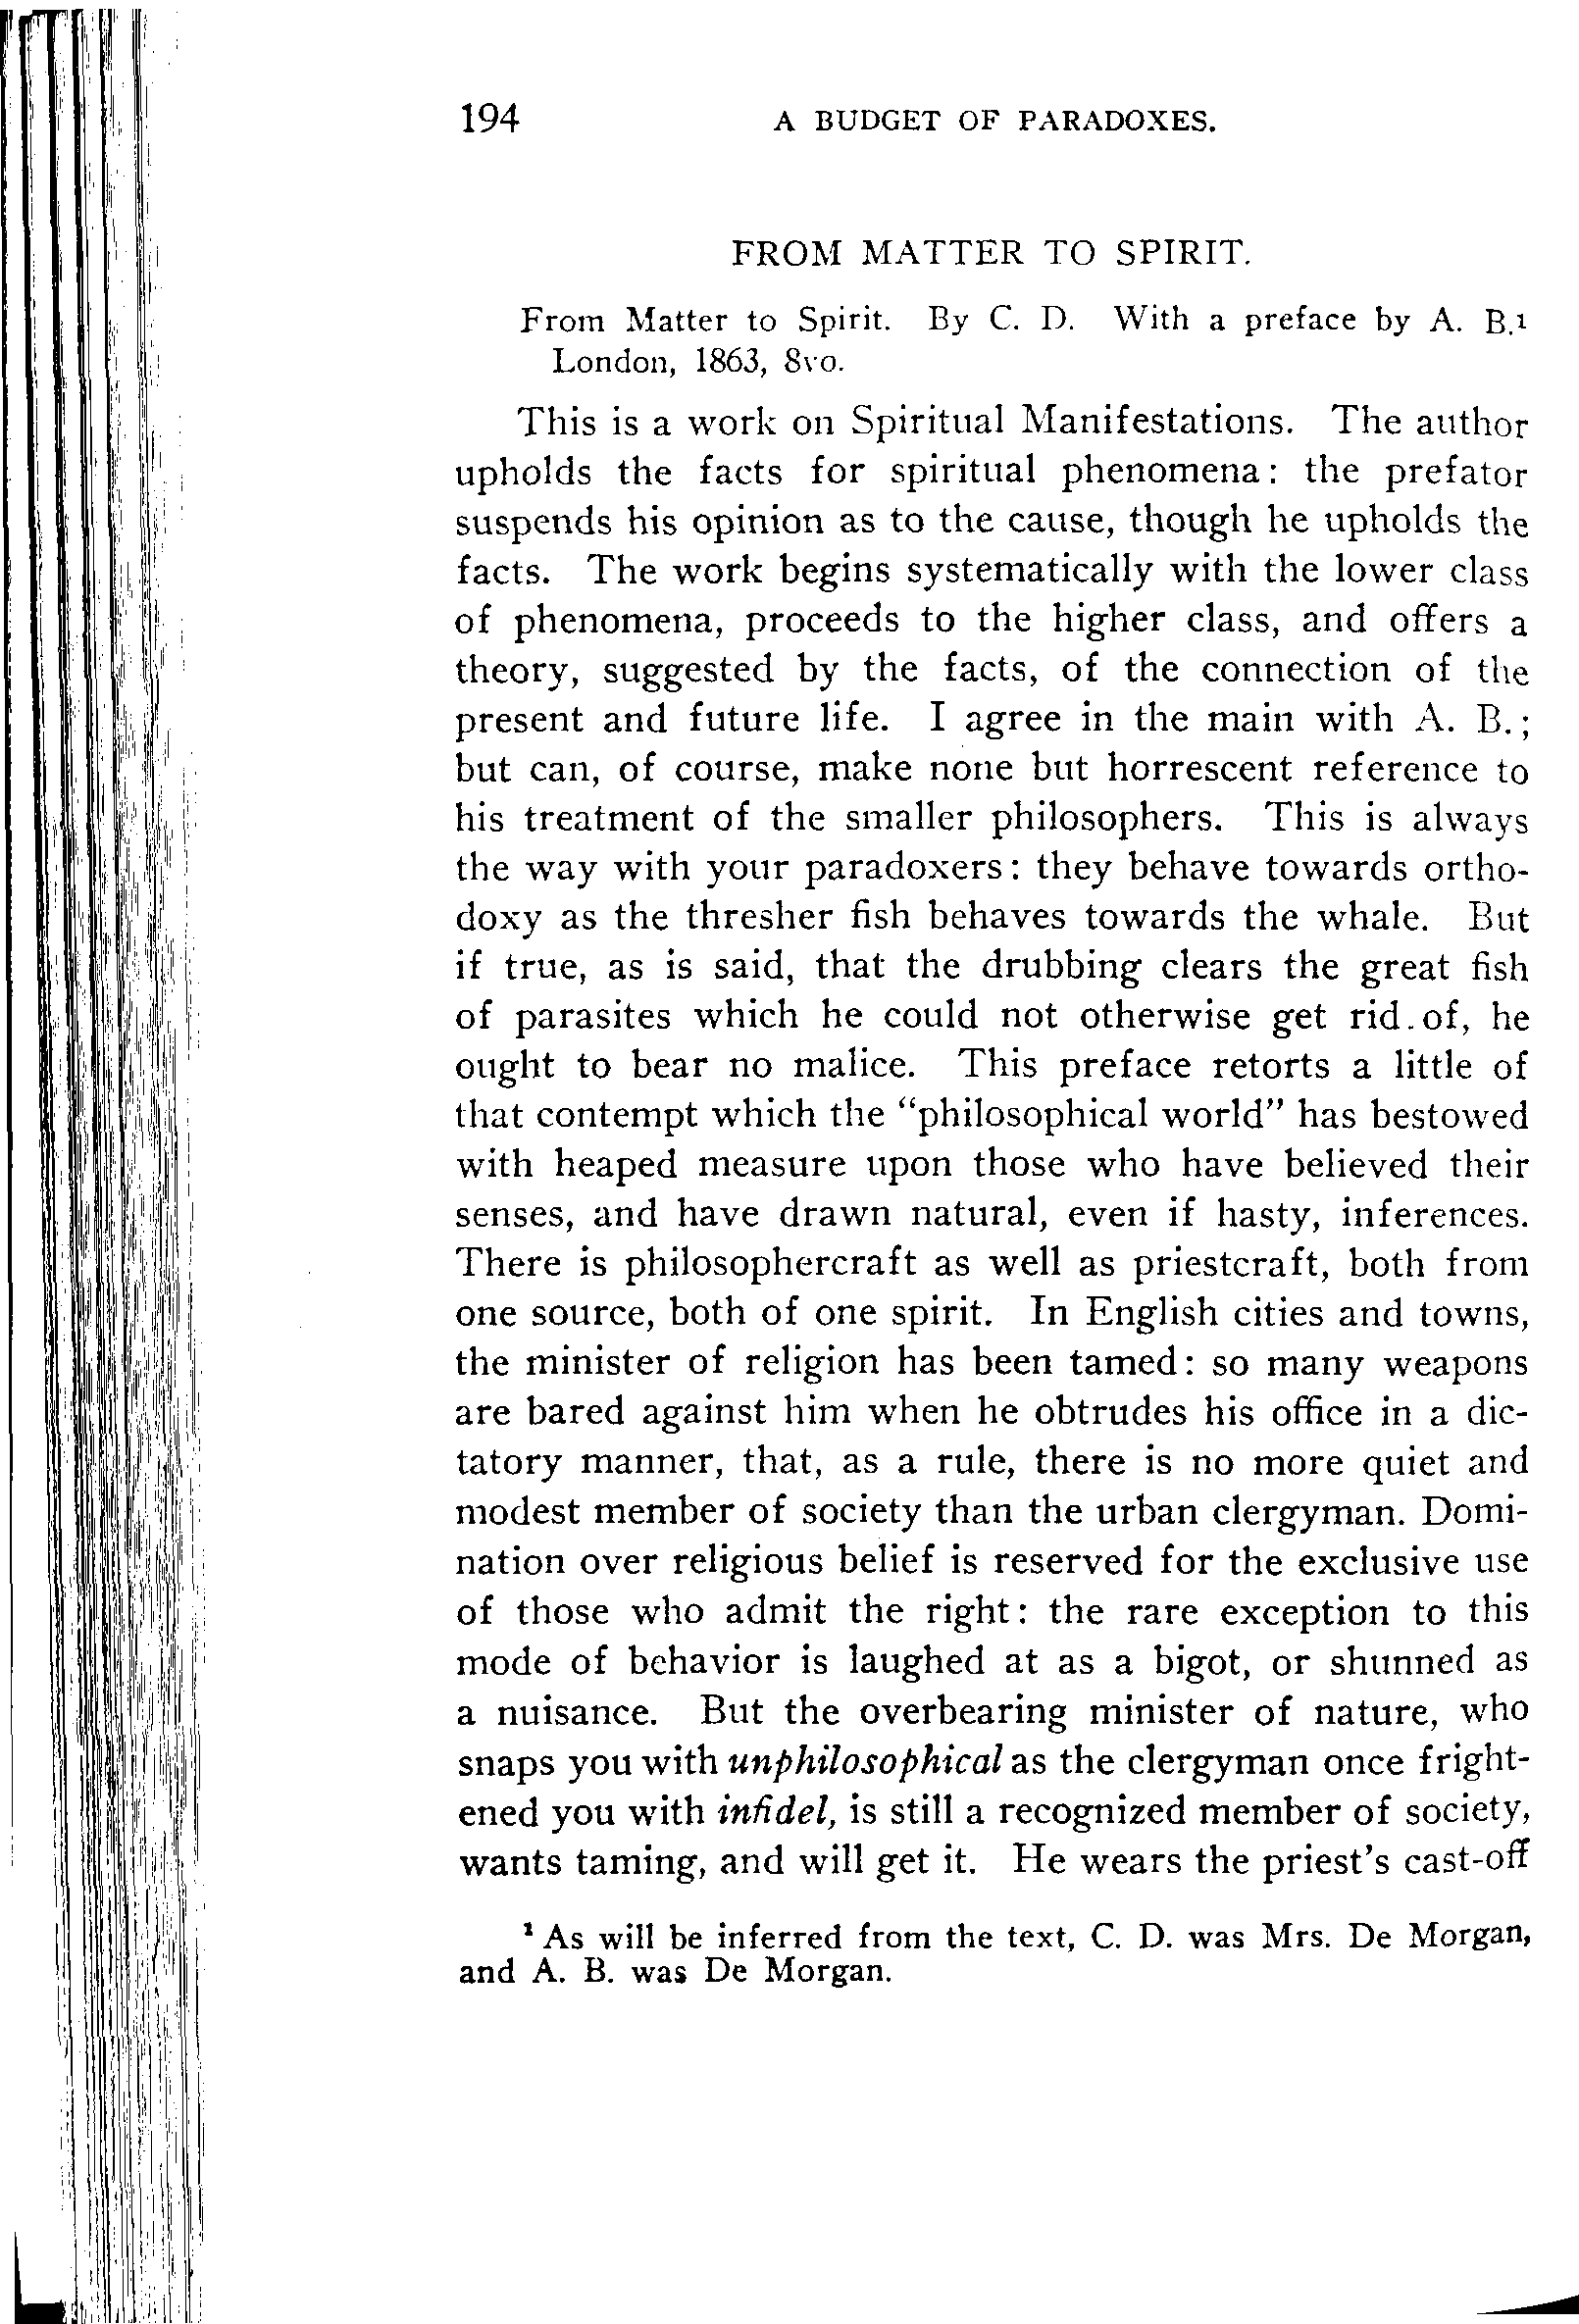 194 A BUDGET OF PARADOXES.
FROM MATTER TO SPIRIT.
From Matter to Spirit. By C. D. With a preface by A. B.¹
London, 1863, 8vo.
This is a work on Spiritual Manifestations. The author
upholds the facts for spiritual phenomena: the prefator
suspends his opinion as to the cause, though he upholds the
facts. The work begins systematically with the lower class
of phenomena, proceeds to the higher class, and offers a
theory, suggested by the facts, of the connection of the
present and future life. I agree in the main with A. B.;
but can, of course, make none but horrescent reference to
his treatment of the smaller philosophers. This is always
the way with your paradoxers: they behave towards ortho-
doxy as the thresher fish behaves towards the whale. But
if true, as is said, that the drubbing clears the great fish
of parasites which he could not otherwise get rid.of, he
ought to bear no malice. This preface retorts a little of
that contempt which the "philosophical world" has bestowed
with heaped measure upon those who have believed their
senses, and have drawn natural, even if hasty, inferences.
There is philosophercraft as well as priestcraft, both from
one source, both of one spirit. In English cities and towns,
the minister of religion has been tamed: so many weapons
are bared against him when he obtrudes his office in a dic-
tatory manner, that, as a rule, there is no more quiet and
modest member of society than the urban clergyman. Domi-
nation over religious belief is reserved for the exclusive use
of those who admit the right: the rare exception to this
mode of behavior is laughed at as a bigot, or shunned as
a nuisance. But the overbearing minister of nature, who
snaps you with unphilosophical as the clergyman once fright-
ened you with infidel, is still a recognized member of society,
wants taming, and will get it. He wears the priest's cast-off
¹ As will be inferred from the text, C. D. was Mrs. De Morgan,
and A. B. was De Morgan.